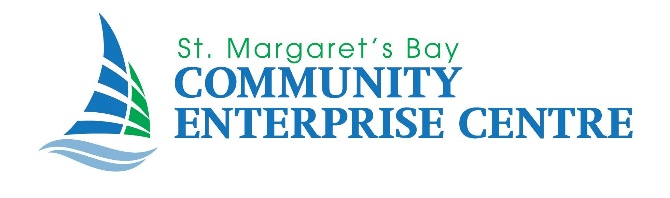 St. Margaret's Bay
COMMUNITY
ENTERPRISE CENTRE